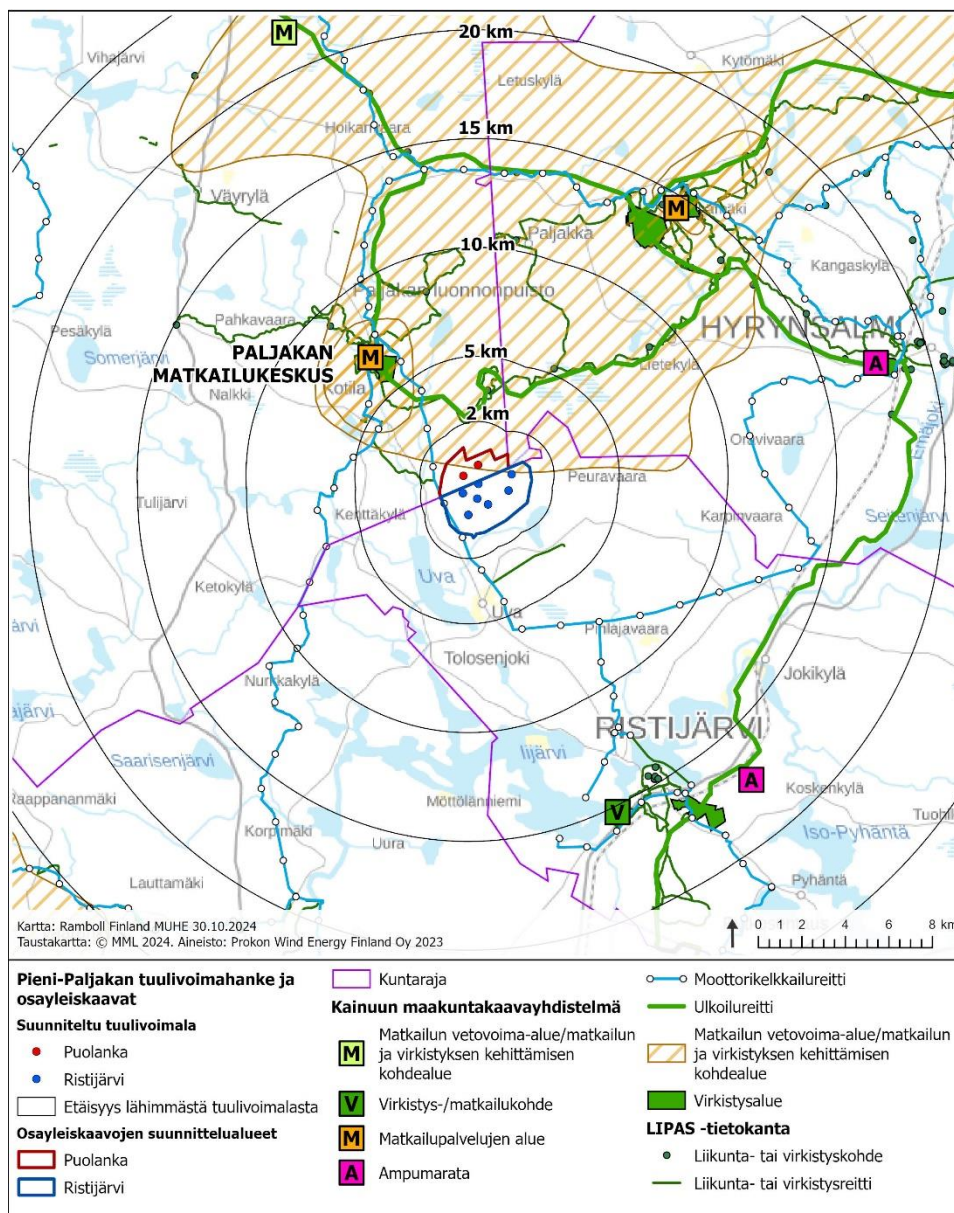 20 km
M
Vihajärvi
Kytömäki
Letuskylä
Hoikanvaara
15 km
Väyrylä
M
Paljakka
10 km
Kangaskylä
Paljakan luonnonpuisto
Pesäkylä
Pahkavaara
HYRYNSALMI
Somerjärvi
PALJAKAN
MATKAILUKESKUS
M
5 km
Lietekylä
A
Nalkki
Kotila
2 km
Emäjoki
Oravivaara
Peuravaara
Tulijärvi
Kenttäkylä
Karpinvaara
Seitenjärvi
Ketokylä
Uva
Uva
Pihlajavaara
Tolosenjoki
Nurkkakylä
Jokikylä
RISTIJÄRVI
Saarisenjärvi
Iijärvi
A
Koskenkylä
Raappananmäki
Möttölänniemi
V
Korpimäki
Uura
Iso-Pyhäntä
Lauttamäki
Pyhäntä
Kartta: Ramboll Finland MUHE 30.10.2024
Taustakartta: © MML 2024. Aineisto: Prokon Wind Energy Finland Oy 2023
0 2 4 6 8 km
Pieni-Paljakan tuulivoimahanke ja
osayleiskaavat
Suunniteltu tuulivoimala
Puolanka
Ristijärvi
Etäisyys lähimmästä tuulivoimalasta
Osayleiskaavojen suunnittelualueet
Puolanka
Ristijärvi
Kuntaraja
Kainuun maakuntakaavayhdistelmä
M Matkailun vetovoima-alue/matkailun
ja virkistyksen kehittämisen
kohdealue
V Virkistys-/matkailukohde
M Matkailupalvelujen alue
A Ampumarata
Moottorikelkkailureitti
Ulkoilureitti
Matkailun vetovoima-alue/matkailun
ja virkistyksen kehittämisen
kohdealue
Virkistysalue
LIPAS -tietokanta
Liikunta- tai virkistyskohde
Liikunta- tai virkistysreitti